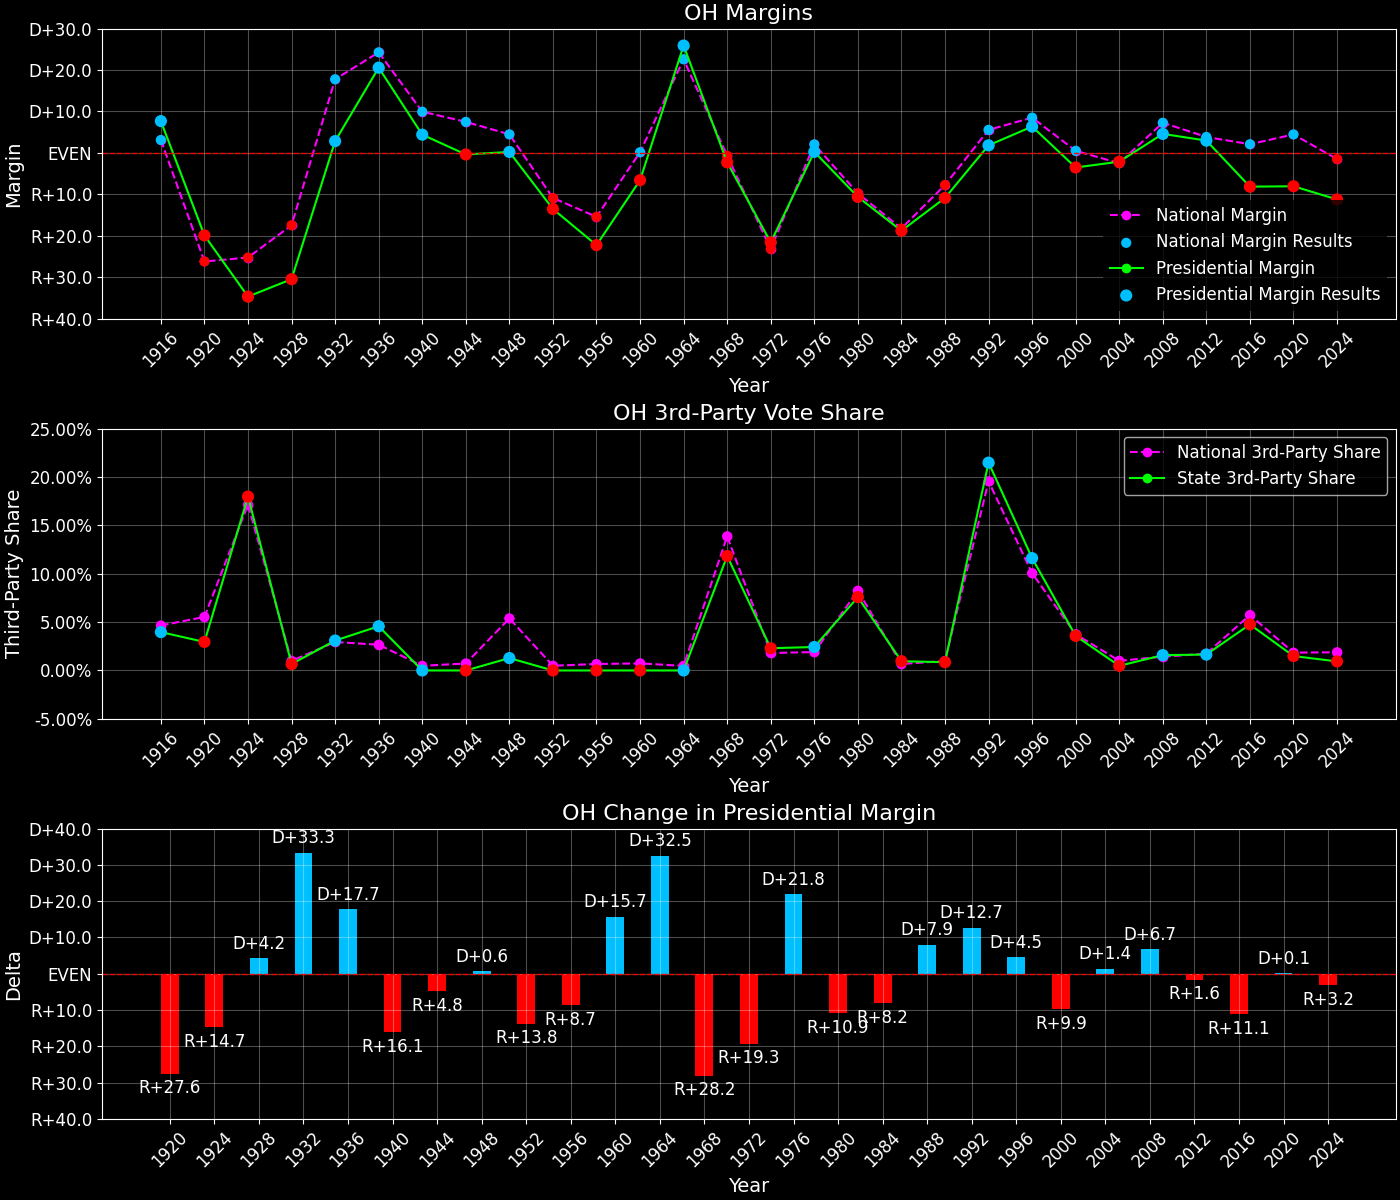 OH Margins
D+30.0
D+20.0
D+10.0
EVEN
R+10.0
R+20.0
R+30.0
R+40.0
Margin
National Margin
National Margin Results
Presidential Margin
Presidential Margin Results
1916 1920 1924 1928 1932 1936 1940 1944 1948 1952 1956 1960 1964 1968 1972 1976 1980 1984 1988 1992 1996 2000 2004 2008 2012 2016 2020 2024
Year
OH 3rd-Party Vote Share
25.00%
20.00%
15.00%
10.00%
5.00%
0.00%
-5.00%
Third-Party Share
National 3rd-Party Share
State 3rd-Party Share
1916 1920 1924 1928 1932 1936 1940 1944 1948 1952 1956 1960 1964 1968 1972 1976 1980 1984 1988 1992 1996 2000 2004 2008 2012 2016 2020 2024
Year
OH Change in Presidential Margin
D+40.0
D+30.0
D+20.0
D+10.0
EVEN
R+10.0
R+20.0
R+30.0
R+40.0
Delta
R+27.6
R+14.7
D+4.2
D+33.3
D+17.7
R+16.1
R+4.8
D+0.6
R+13.8
R+8.7
D+15.7
D+32.5
R+28.2
R+19.3
D+21.8
R+10.9
R+8.2
D+7.9
D+12.7
D+4.5
R+9.9
D+1.4
D+6.7
R+1.6
R+11.1
D+0.1
R+3.2
1920 1924 1928 1932 1936 1940 1944 1948 1952 1956 1960 1964 1968 1972 1976 1980 1984 1988 1992 1996 2000 2004 2008 2012 2016 2020 2024
Year